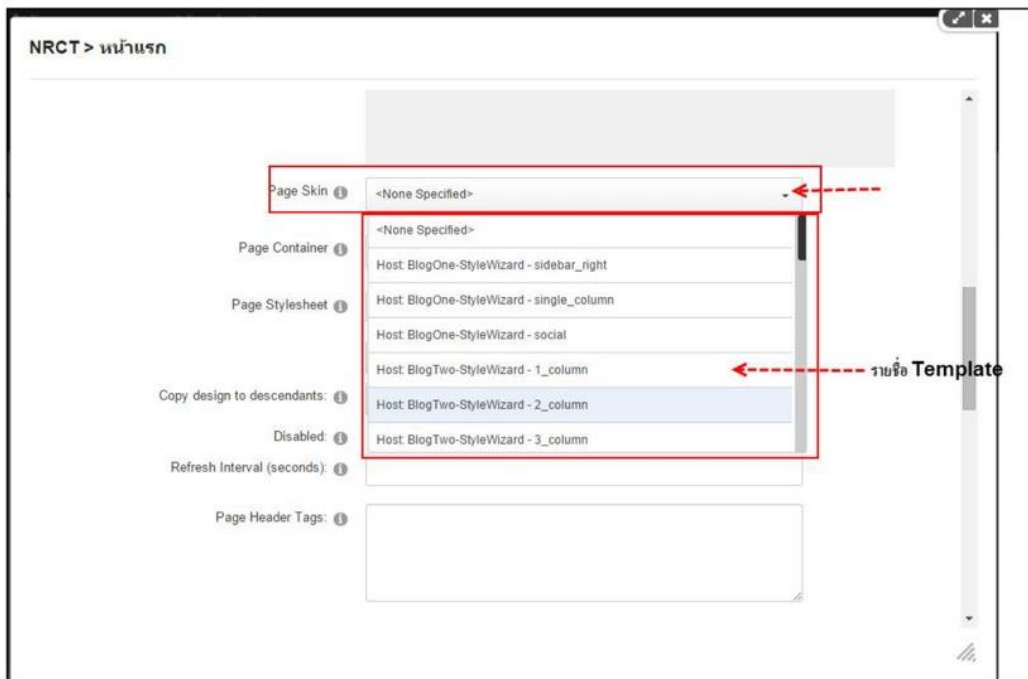 NRCT > หน้าแรก
Page Skin
<None Specified>
<None Specified>
Page Container
Host: BlogOne-StyleWizard - sidebar_right
Page Stylesheet
Host: BlogOne-StyleWizard - single_column
Host: BlogOne-StyleWizard - social
Host: BlogTwo-StyleWizard - 1_column
รายชื่อ Template
Copy design to descendants:
Host: BlogTwo-StyleWizard - 2_column
Disabled:
Host: BlogTwo-StyleWizard - 3_column
Refresh Interval (seconds):
Page Header Tags: